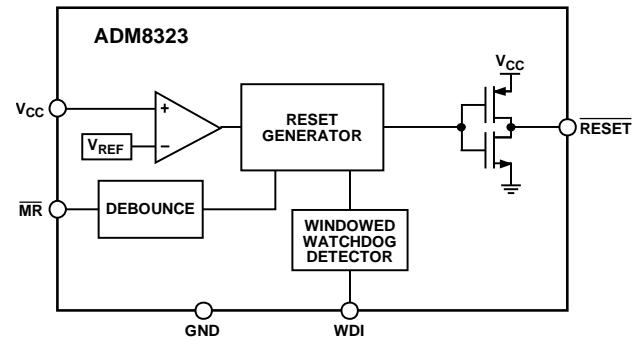 ADM8323
VCC
VCC
+
RESET
GENERATOR
RESET
VREF
−
MR
DEBOUNCE
WINDOWED
WATCHDOG
DETECTOR
GND
WDI